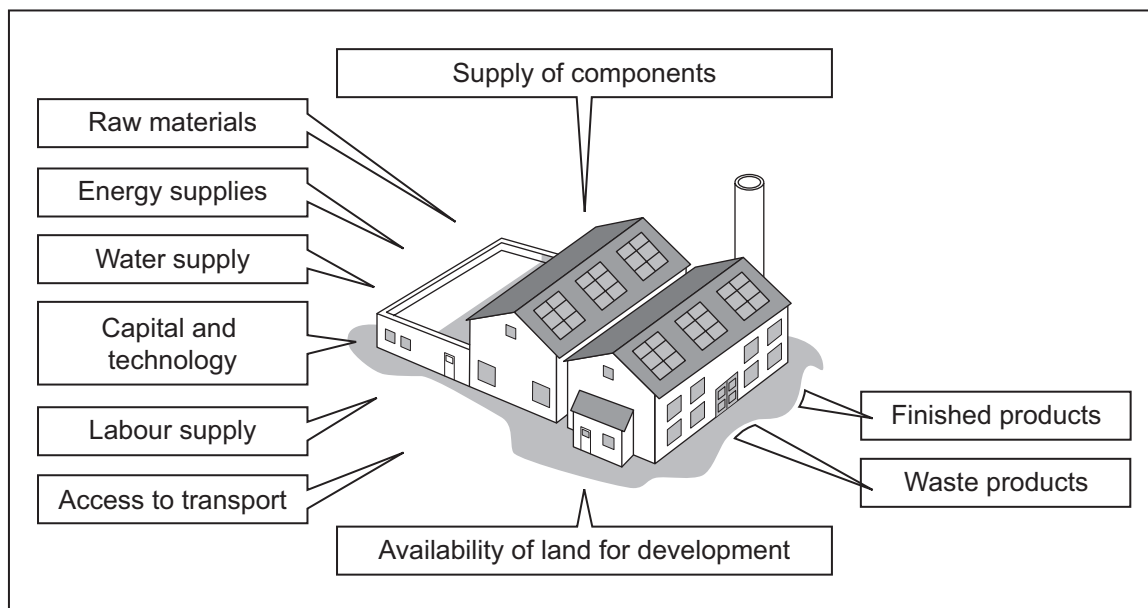 Supply of components
Raw materials
Energy supplies
Water supply
Capital and
technology
Labour supply
Access to transport
Finished products
Waste products
Availability of land for development